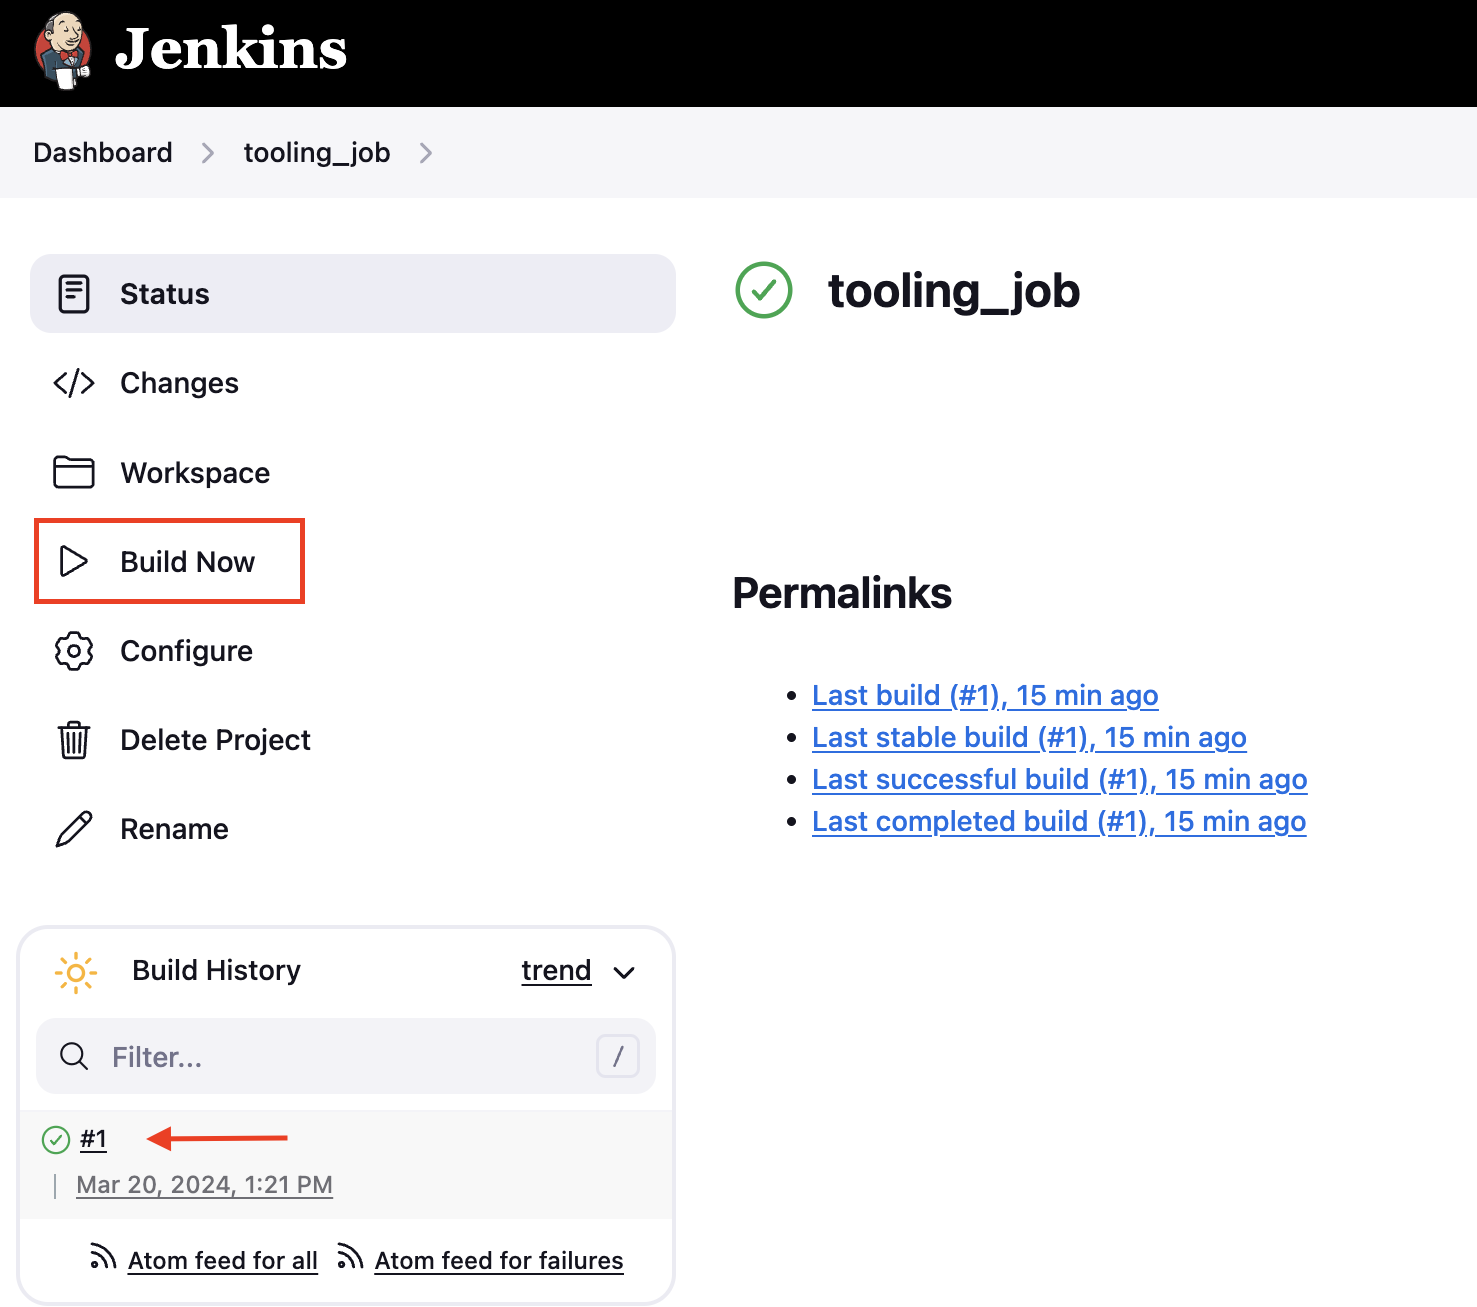 Jenkins
Dashboard
tooling_job
Status
Changes
Workspace
Build Now
Configure
Delete Project
Rename
Build History
trend
Filter...
/
#1
Mar 20, 2024, 1:21 PM
Atom feed for all
Atom feed for failures
tooling_job
Permalinks
Last build (#1), 15 min ago
Last stable build (#1), 15 min ago
Last successful build (#1), 15 min ago
Last completed build (#1), 15 min ago